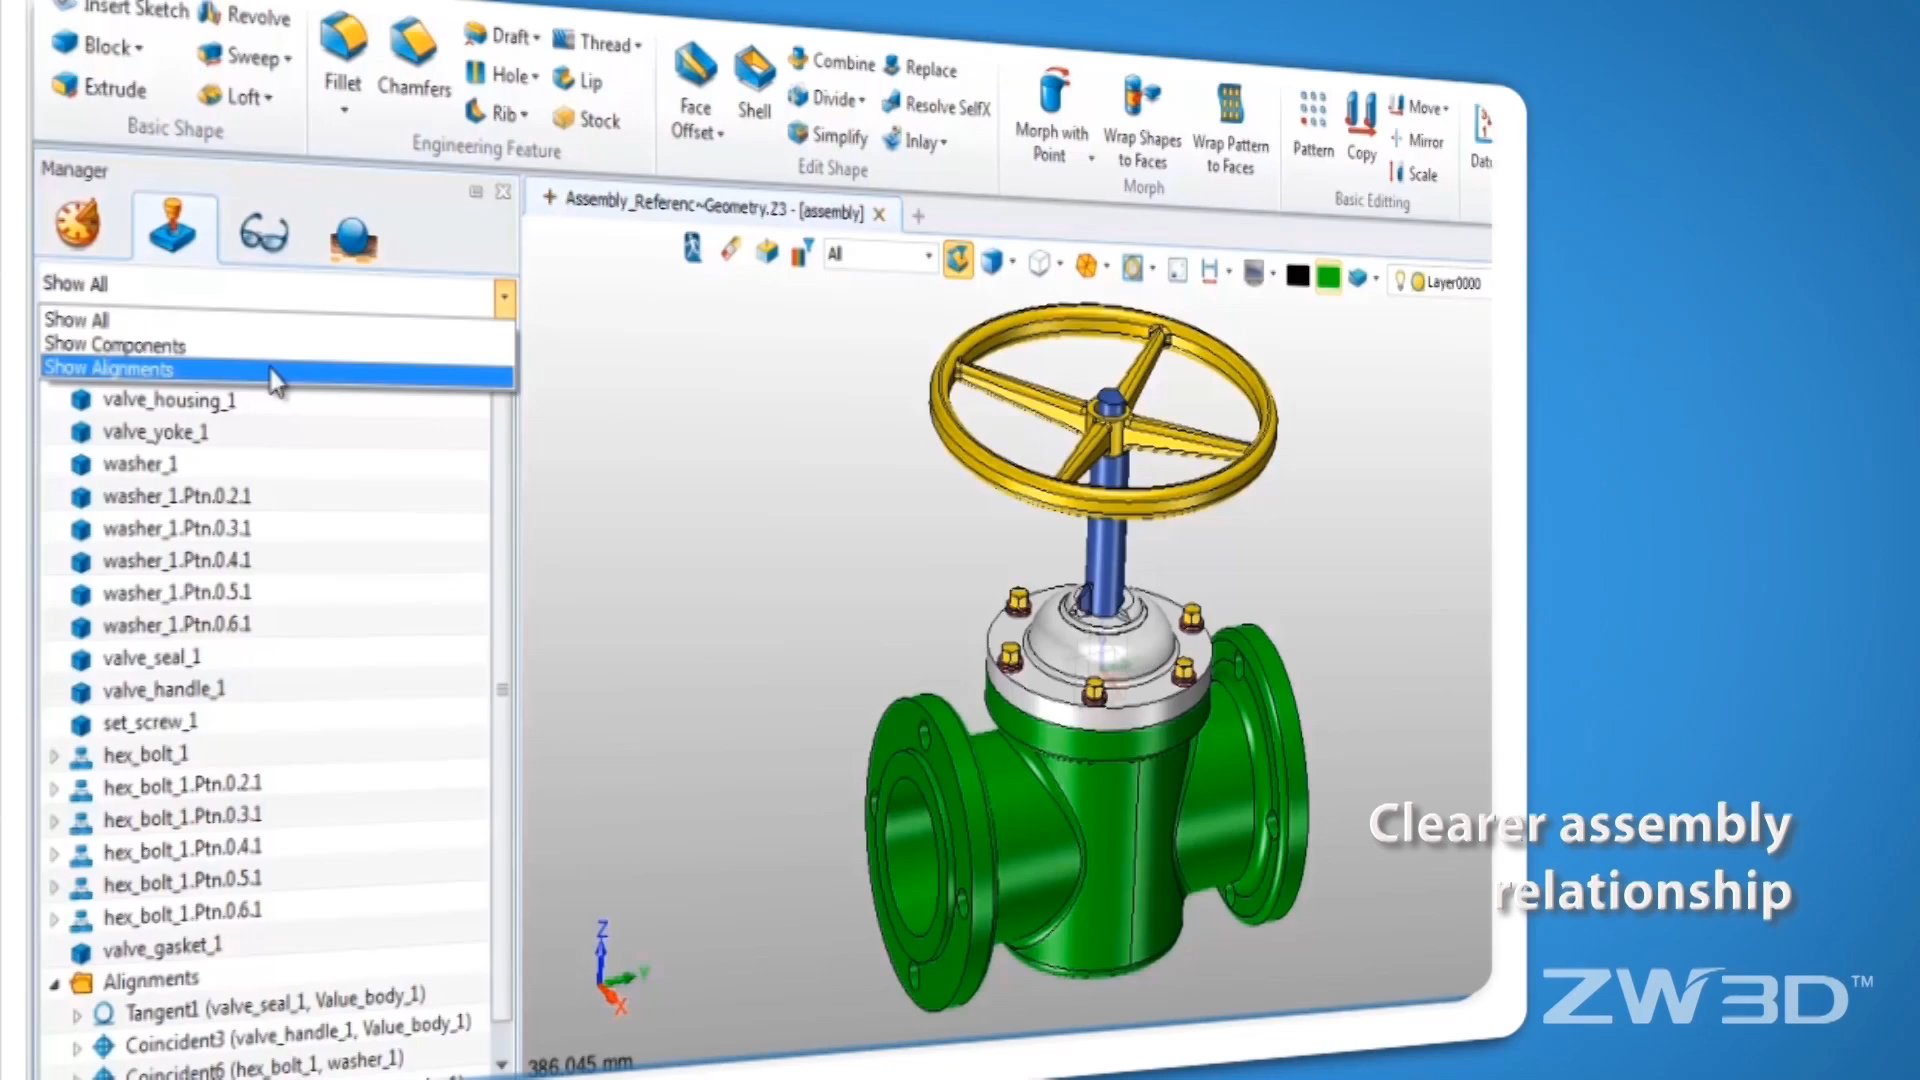 Insert Sketch
Revolve
Block
Sweep
Extrude
Loft
Basic Shape
Fillet
Chamfers
Draft
Thread
Hole
Lip
Rib
Stock
Engineering Feature
Face Offset
Shell
Combine
Replace
Divide
Resolve SelfX
Simplify
Inlay
Edit Shape
Morph with Point
Wrap Shapes to Faces
Wrap Pattern to Faces
Morph
Pattern
Copy
Move
Mirror
Scale
Basic Editting
Manager
Assembly_Referenc~Geometry.Z3 - [assembly]
All
Layer0000
Show All
Show All
Show Components
Show Alignments
valve_housing_1
valve_yoke_1
washer_1
washer_1.Ptn.0.2.1
washer_1.Ptn.0.3.1
washer_1.Ptn.0.4.1
washer_1.Ptn.0.5.1
washer_1.Ptn.0.6.1
valve_seal_1
valve_handle_1
set_screw_1
hex_bolt_1
hex_bolt_1.Ptn.0.2.1
hex_bolt_1.Ptn.0.3.1
hex_bolt_1.Ptn.0.4.1
hex_bolt_1.Ptn.0.5.1
hex_bolt_1.Ptn.0.6.1
valve_gasket_1
Alignments
Tangent1 (valve_seal_1, Value_body_1)
Coincident3 (valve_handle_1, Value_body_1)
Coincident6 (hex_bolt_1, washer_1)
Z
Y
X
386.045 mm
Clearer assembly
relationship
ZW3D™